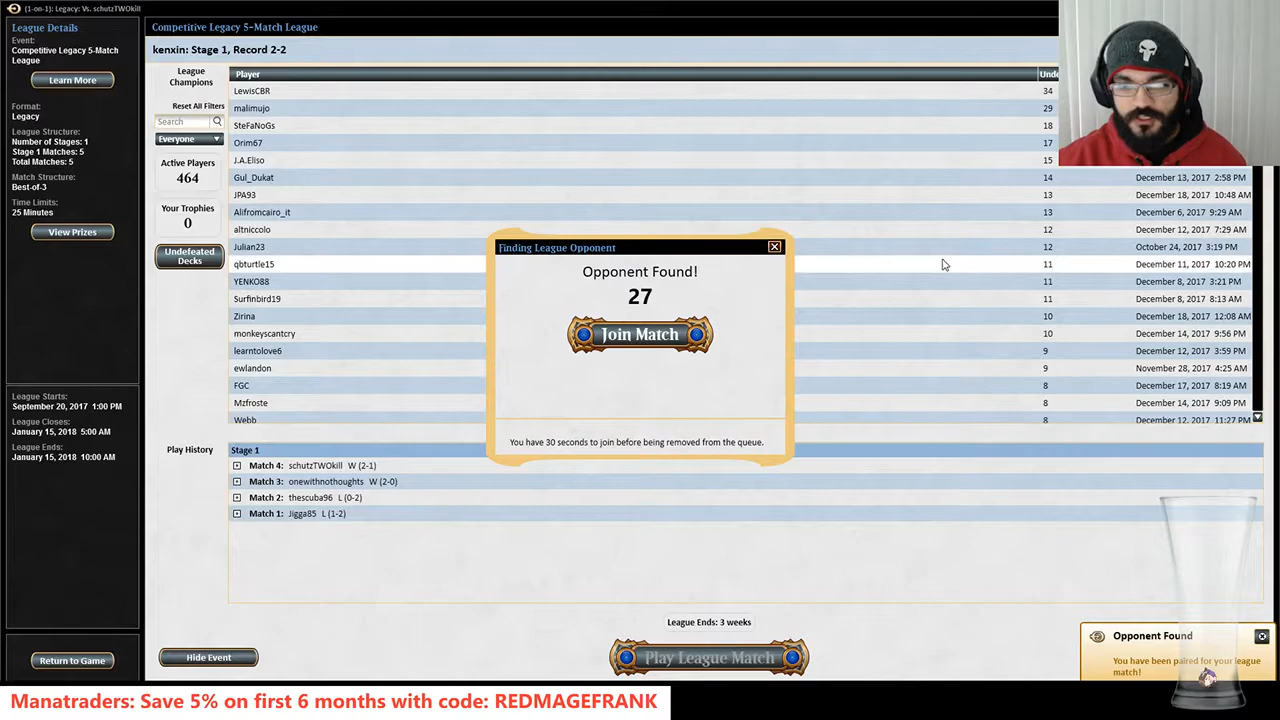 (1-on-1): Legacy: Vs. schutzTWOkill
League Details
Event:
Competitive Legacy 5-Match
League
Learn More
Format:
Legacy
League Structure:
Number of Stages: 1
Stage 1 Matches: 5
Total Matches: 5
Match Structure:
Best-of-3
Time Limits:
25 Minutes
View Prizes
League Starts:
September 20, 2017 1:00 PM
League Closes:
January 15, 2018 5:00 AM
League Ends:
January 15, 2018 10:00 AM
Return to Game
Competitive Legacy 5-Match League
kenxin: Stage 1, Record 2-2
League
Champions
Reset All Filters
Search
Everyone
Active Players
464
Your Trophies
0
Undefeated
Decks
Player Unde
LewisCBR 34
malimujo 29
SteFaNoGs 18
Orim67 17
J.A.Eliso 15
Gul_Dukat 14 December 13, 2017 2:58 PM
JPA93 13 December 18, 2017 10:48 AM
Alifromcairo_it 13 December 6, 2017 9:29 AM
altniccolo 12 December 12, 2017 7:29 AM
Julian23 12 October 24, 2017 3:19 PM
qbturtle15 11 December 11, 2017 10:20 PM
YENKO88 11 December 8, 2017 3:21 PM
Surfinbird19 11 December 8, 2017 8:13 AM
Zirina 10 December 18, 2017 12:08 AM
monkeyscantcry 10 December 14, 2017 9:56 PM
learntolove6 9 December 12, 2017 3:59 PM
ewlandon 9 November 28, 2017 4:25 AM
FGC 8 December 17, 2017 8:19 AM
Mzfroste 8 December 14, 2017 9:09 PM
Webb 8 December 12, 2017 11:27 PM
Finding League Opponent
Opponent Found!
27
Join Match
You have 30 seconds to join before being removed from the queue.
Play History
Stage 1
Match 4: schutzTWOkill W (2-1)
Match 3: onewithnothoughts W (2-0)
Match 2: thescuba96 L (0-2)
Match 1: Jigga85 L (1-2)
League Ends: 3 weeks
Hide Event
Play League Match
Opponent Found
You have been paired for your league
match!
Manatraders: Save 5% on first 6 months with code: REDMAGEFRANK